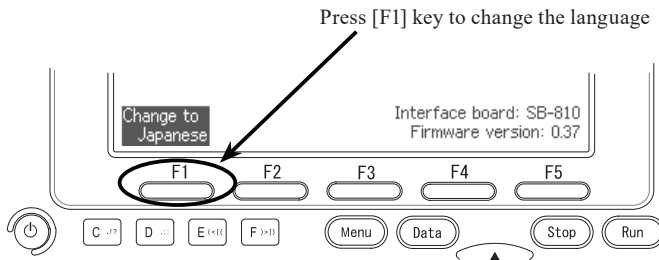 Press [F1] key to change the language
Change to
Japanese
Interface board: SB-810
Firmware version: 0.37
F1 F2 F3 F4 F5
C .!? D .:: E (<[{ F )>]} Menu Data Stop Run